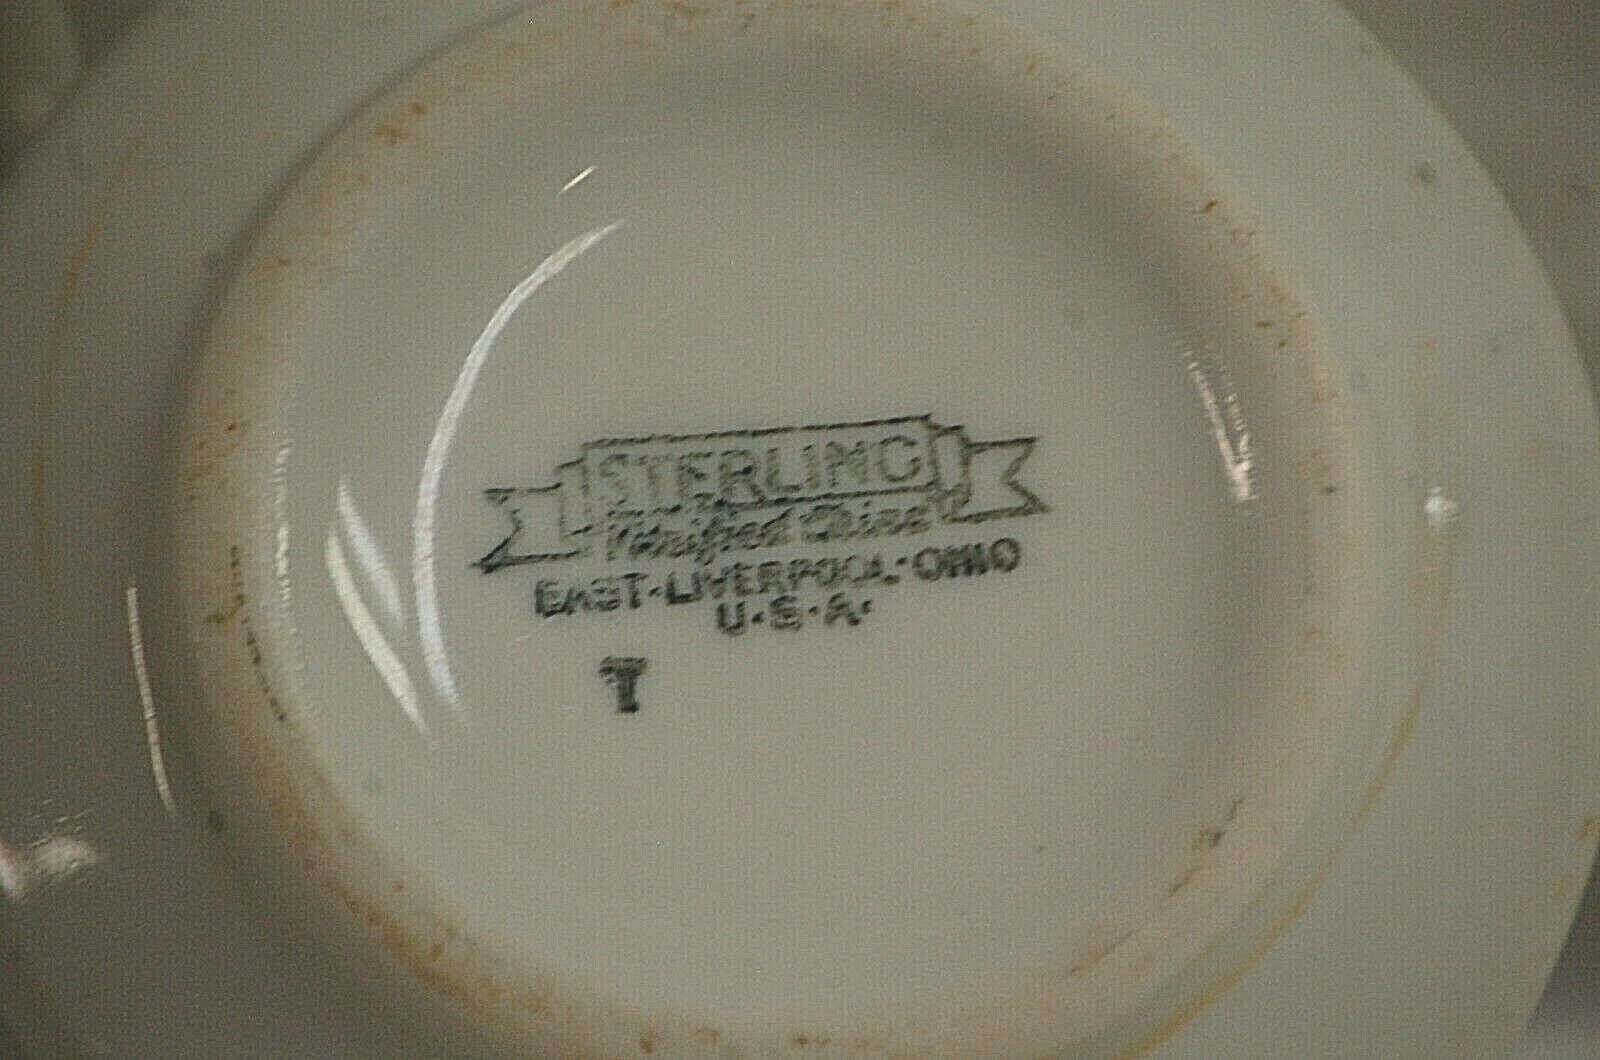 STERLING
Vitrified China
EAST·LIVERPOOL·OHIO
U·S·A·
T